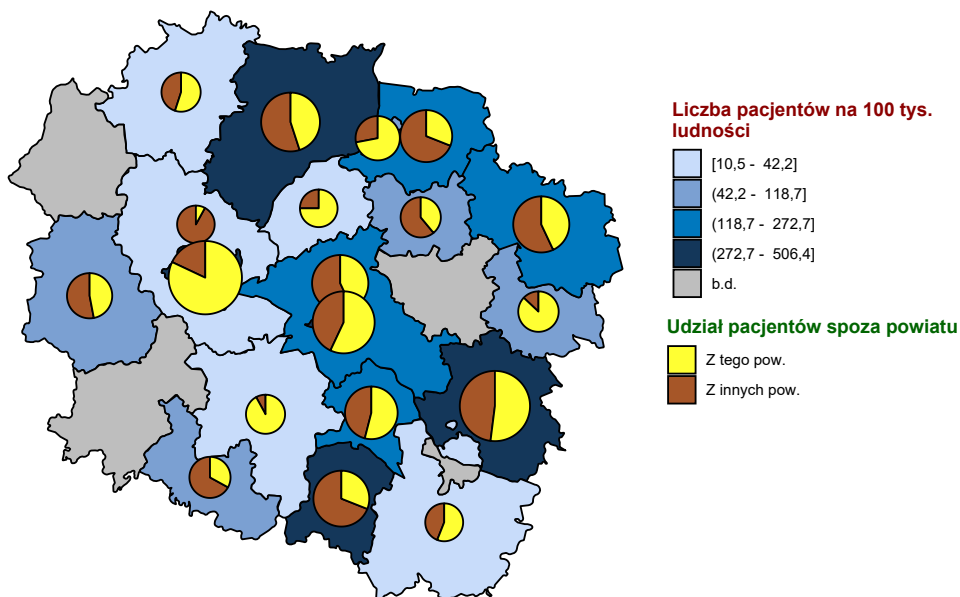 Liczba pacjentów na 100 tys.
ludności
[10,5 - 42,2]
(42,2 - 118,7]
(118,7 - 272,7]
(272,7 - 506,4]
b.d.
Udział pacjentów spoza powiatu
Z tego pow.
Z innych pow.